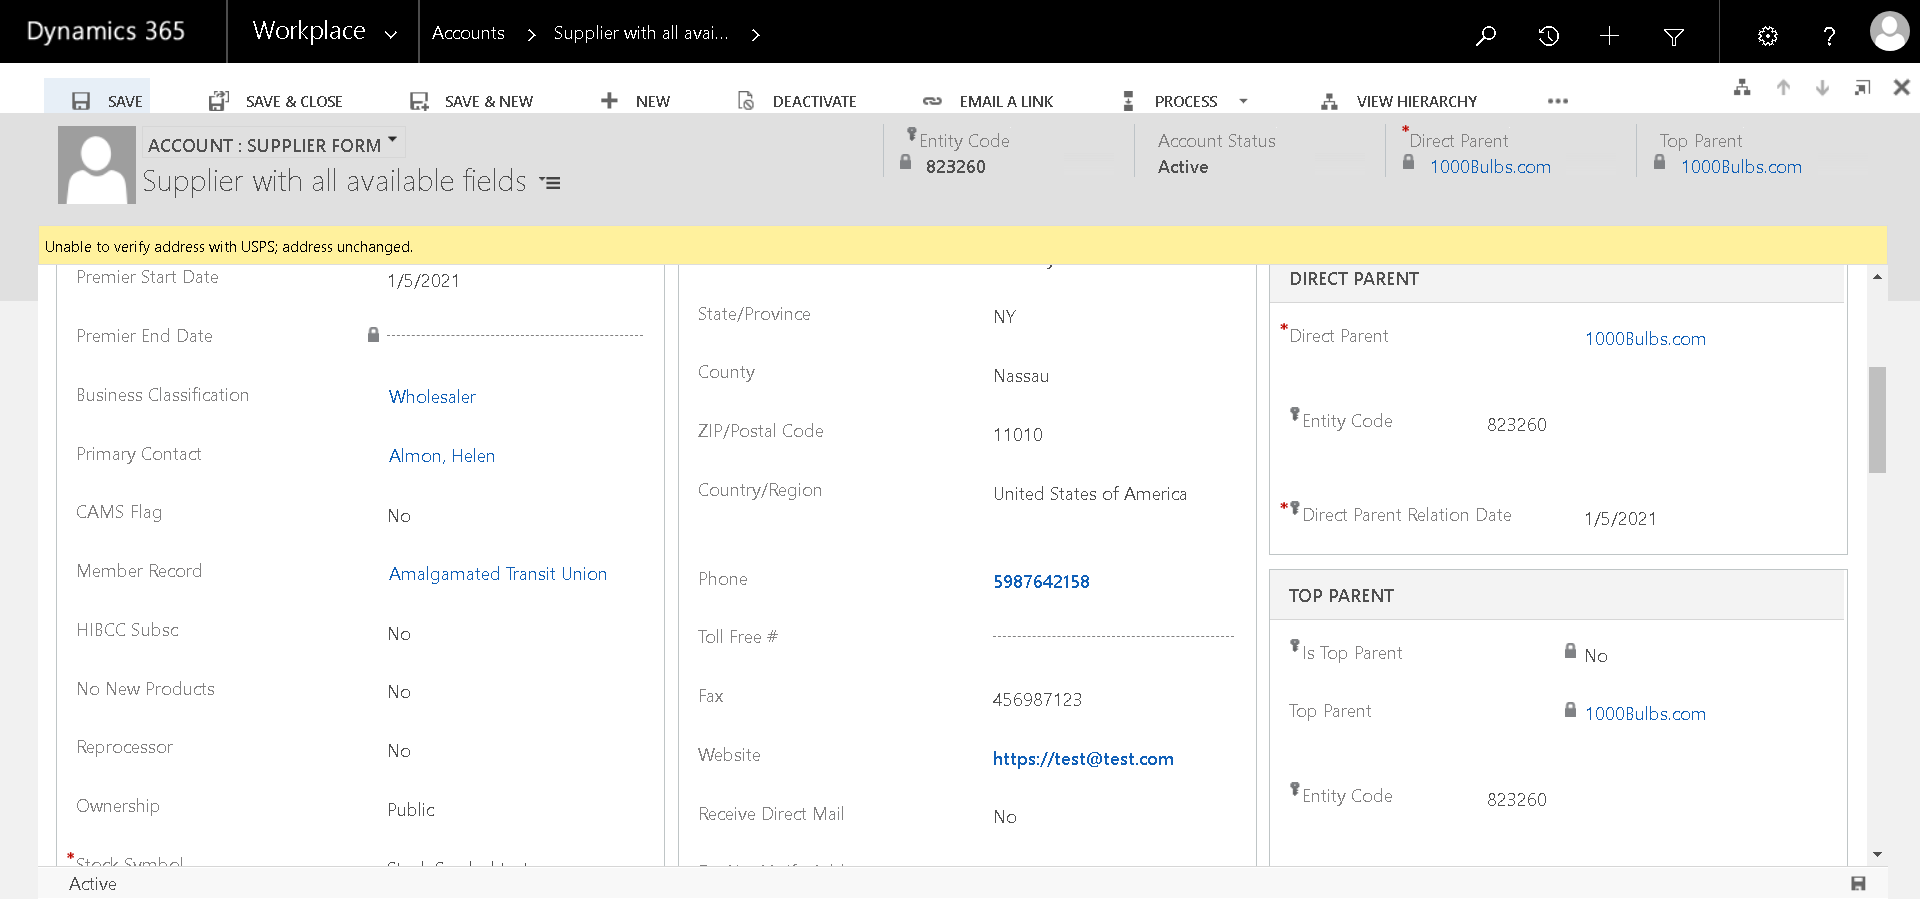 Dynamics 365
Workplace
Accounts
Supplier with all avai...
SAVE
SAVE & CLOSE
SAVE & NEW
NEW
DEACTIVATE
EMAIL A LINK
PROCESS
VIEW HIERARCHY
ACCOUNT : SUPPLIER FORM
Supplier with all available fields
Entity Code
823260
Account Status
Active
*Direct Parent
1000Bulbs.com
Top Parent
1000Bulbs.com
Unable to verify address with USPS; address unchanged.
Premier Start Date
1/5/2021
Premier End Date
Business Classification
Wholesaler
Primary Contact
Almon, Helen
CAMS Flag
No
Member Record
Amalgamated Transit Union
HIBCC Subsc
No
No New Products
No
Reprocessor
No
Ownership
Public
*Stock Symbol
State/Province
NY
County
Nassau
ZIP/Postal Code
11010
Country/Region
United States of America
Phone
5987642158
Toll Free #
Fax
456987123
Website
https://test@test.com
Receive Direct Mail
No
DIRECT PARENT
*Direct Parent
1000Bulbs.com
Entity Code
823260
*Direct Parent Relation Date
1/5/2021
TOP PARENT
Is Top Parent
No
Top Parent
1000Bulbs.com
Entity Code
823260
Active